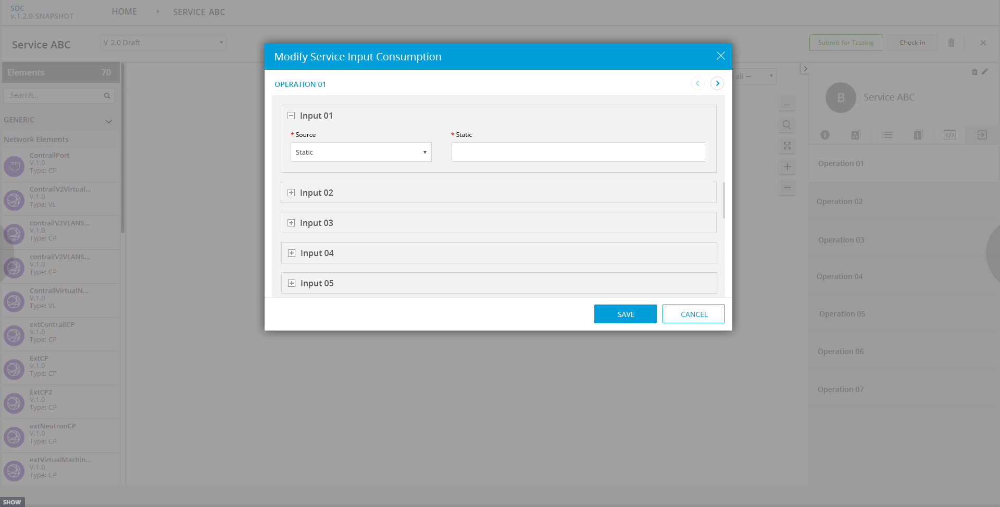 SDC
v.1.2.0-SNAPSHOT
HOME
SERVICE ABC
Service ABC
V 2.0 Draft
Submit for Testing
Check in
Elements 70
Search...
GENERIC
Network Elements
ContrailPort
V.1.0
Type: CP
ContrailV2Virtual...
V.1.0
Type: VL
contrailV2VLANS...
V.1.0
Type: CP
contrailV2VLANS...
V.1.0
Type: CP
ContrailVirtualN...
V.1.0
Type: VL
extContrailCP
V.1.0
Type: CP
ExtCP
V.1.0
Type: CP
ExtCP2
V.1.0
Type: CP
extNeutronCP
V.1.0
Type: CP
extVirtualMachin...
V.1.0
Type: CP
SHOW
Modify Service Input Consumption
OPERATION 01
Input 01
* Source
* Static
Static
Input 02
Input 03
Input 04
Input 05
SAVE
CANCEL
all —
...
B
Service ABC
Operation 01
Operation 02
Operation 03
Operation 04
Operation 05
Operation 06
Operation 07